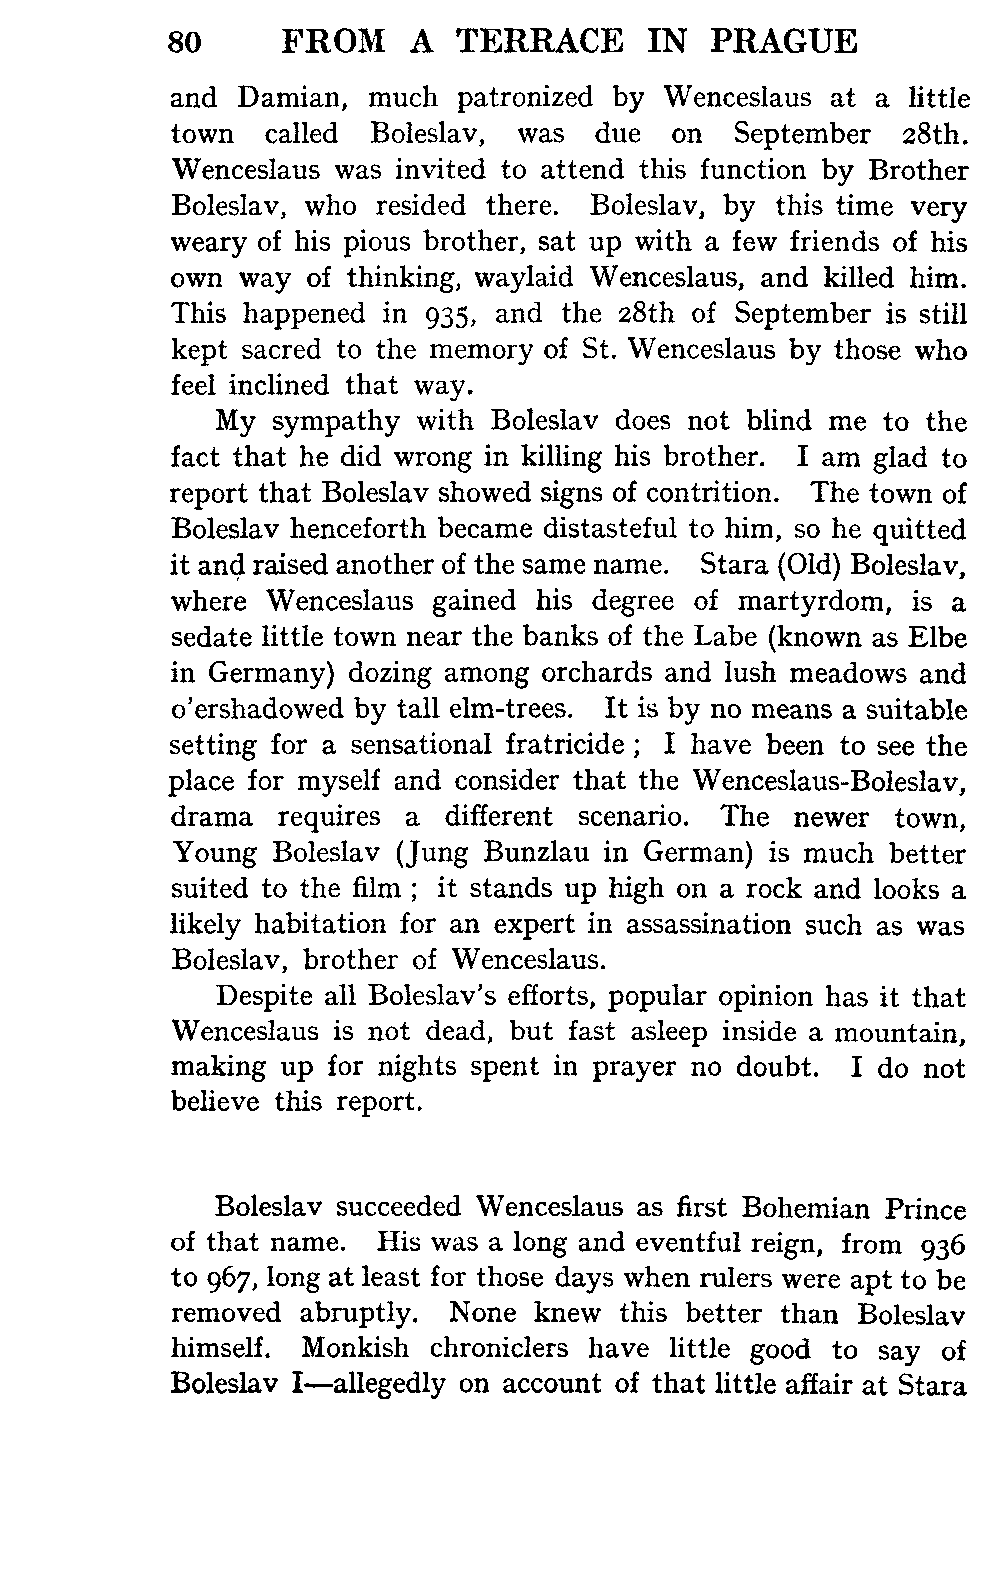 80 FROM A TERRACE IN PRAGUE
and Damian, much patronized by Wenceslaus at a little
town called Boleslav, was due on September 28th.
Wenceslaus was invited to attend this function by Brother
Boleslav, who resided there. Boleslav, by this time very
weary of his pious brother, sat up with a few friends of his
own way of thinking, waylaid Wenceslaus, and killed him.
This happened in 935, and the 28th of September is still
kept sacred to the memory of St. Wenceslaus by those who
feel inclined that way.
My sympathy with Boleslav does not blind me to the
fact that he did wrong in killing his brother. I am glad to
report that Boleslav showed signs of contrition. The town of
Boleslav henceforth became distasteful to him, so he quitted
it and raised another of the same name. Stara (Old) Boleslav,
where Wenceslaus gained his degree of martyrdom, is a
sedate little town near the banks of the Labe (known as Elbe
in Germany) dozing among orchards and lush meadows and
o'ershadowed by tall elm-trees. It is by no means a suitable
setting for a sensational fratricide ; I have been to see the
place for myself and consider that the Wenceslaus-Boleslav,
drama requires a different scenario. The newer town,
Young Boleslav (Jung Bunzlau in German) is much better
suited to the film ; it stands up high on a rock and looks a
likely habitation for an expert in assassination such as was
Boleslav, brother of Wenceslaus.
Despite all Boleslav's efforts, popular opinion has it that
Wenceslaus is not dead, but fast asleep inside a mountain,
making up for nights spent in prayer no doubt. I do not
believe this report.
Boleslav succeeded Wenceslaus as first Bohemian Prince
of that name. His was a long and eventful reign, from 936
to 967, long at least for those days when rulers were apt to be
removed abruptly. None knew this better than Boleslav
himself. Monkish chroniclers have little good to say of
Boleslav I—allegedly on account of that little affair at Stara